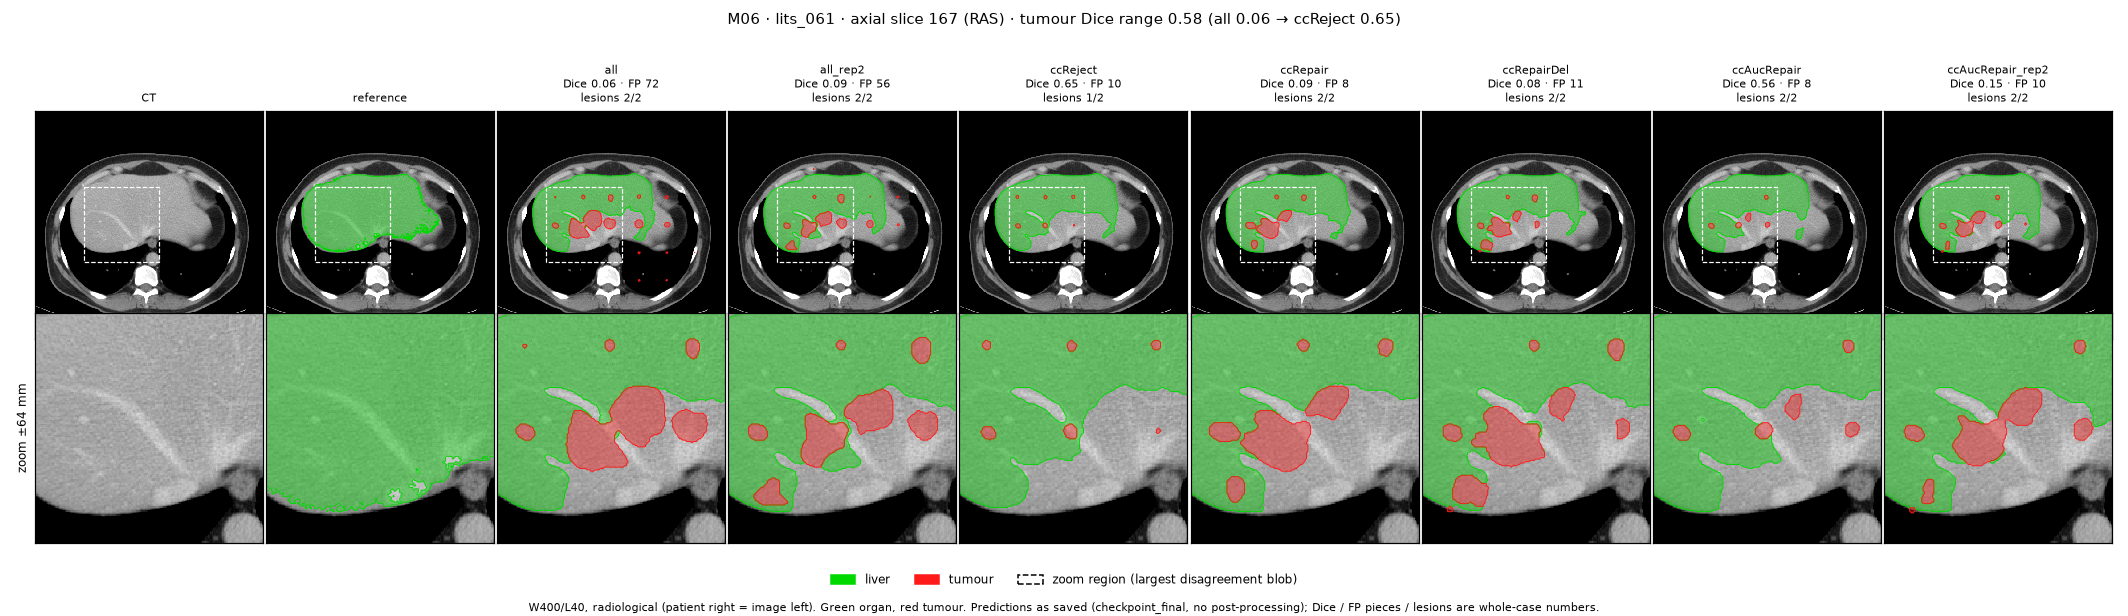 M06 · lits_061 · axial slice 167 (RAS) · tumour Dice range 0.58 (all 0.06 → ccReject 0.65)
CT
reference
all
Dice 0.06 · FP 72
lesions 2/2
all_rep2
Dice 0.09 · FP 56
lesions 2/2
ccReject
Dice 0.65 · FP 10
lesions 1/2
ccRepair
Dice 0.09 · FP 8
lesions 2/2
ccRepairDel
Dice 0.08 · FP 11
lesions 2/2
ccAucRepair
Dice 0.56 · FP 8
lesions 2/2
ccAucRepair_rep2
Dice 0.15 · FP 10
lesions 2/2
zoom ±64 mm
liver
tumour
zoom region (largest disagreement blob)
W400/L40, radiological (patient right = image left). Green organ, red tumour. Predictions as saved (checkpoint_final, no post-processing); Dice / FP pieces / lesions are whole-case numbers.